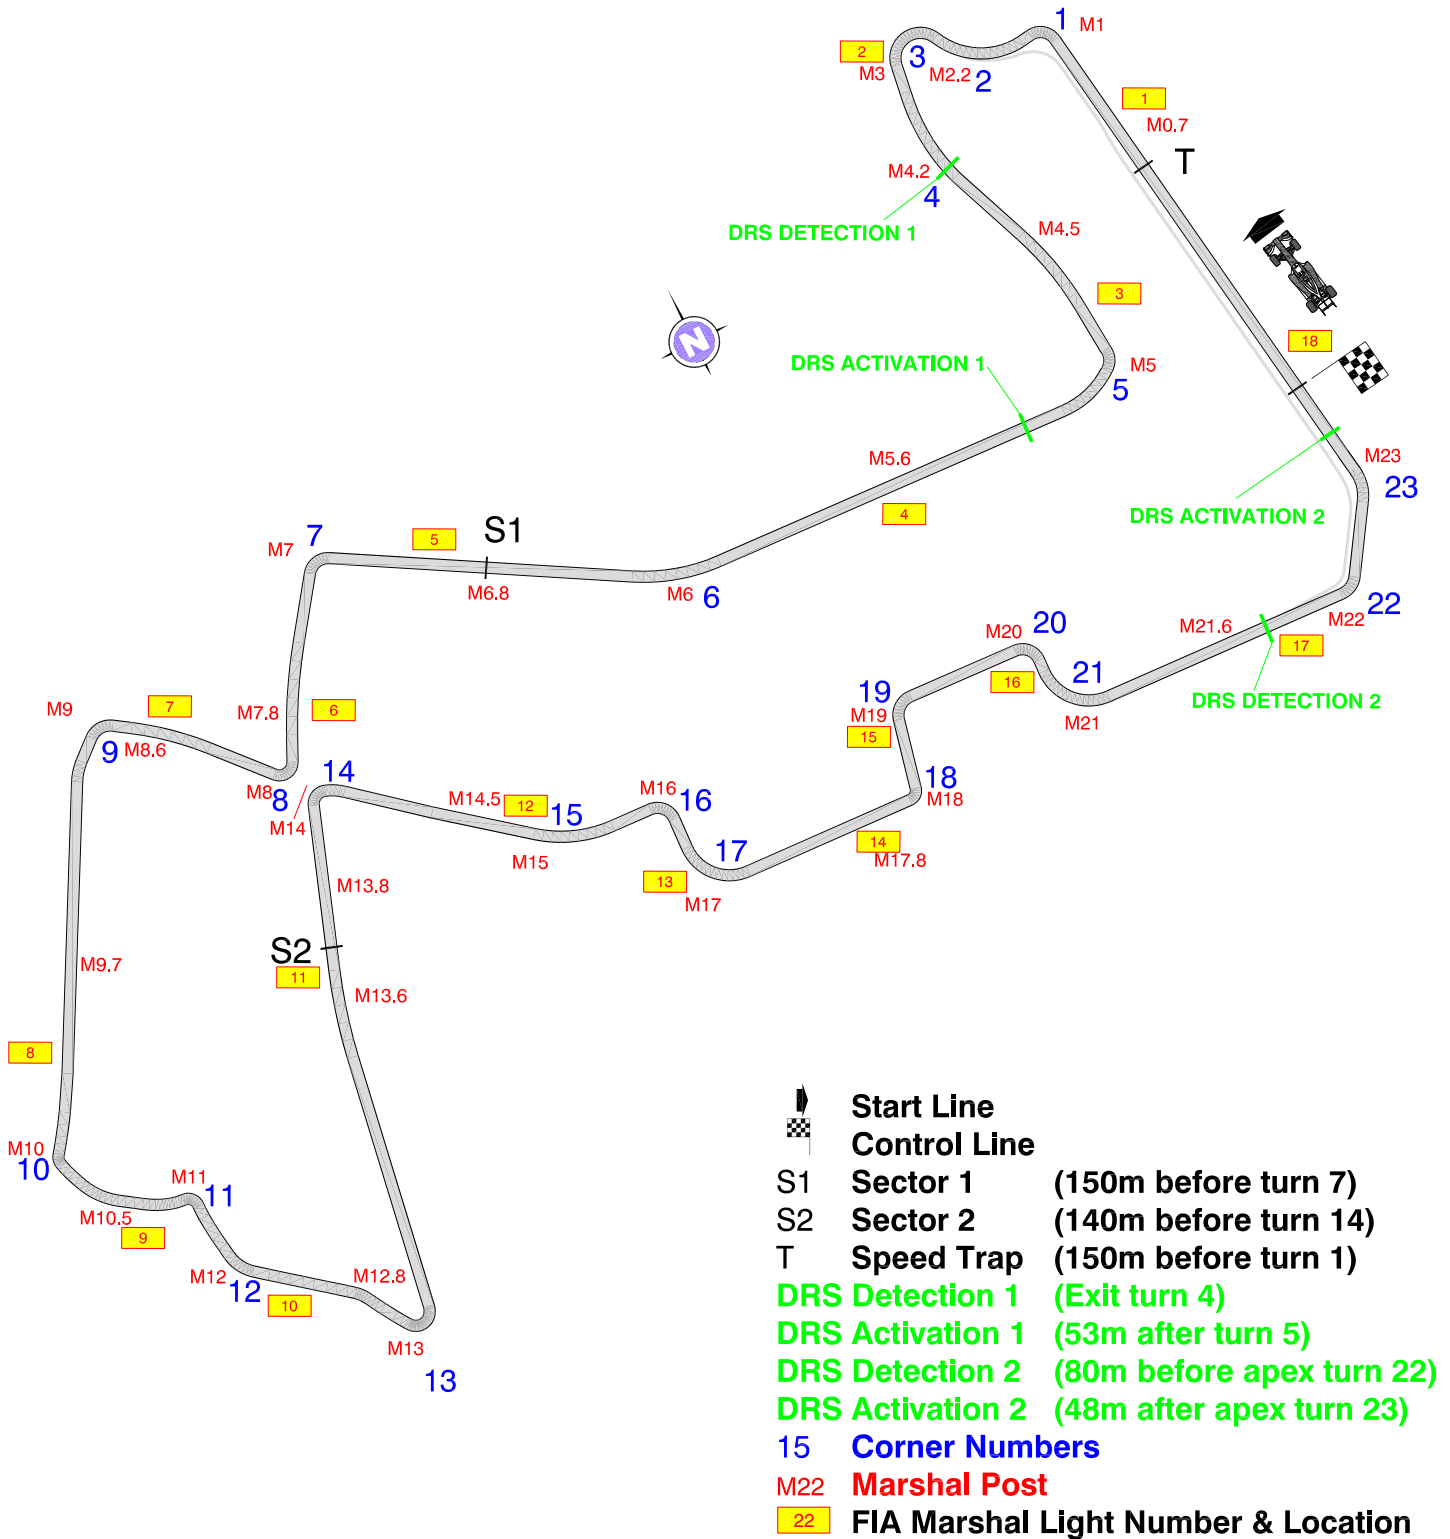 1
M1
2
3
M2.2
2
M3
1
M0.7
T
M4.2
4
DRS DETECTION 1
M4.5
3
N
18
DRS ACTIVATION 1
M5
5
M5.6
M23
23
4
DRS ACTIVATION 2
S1
7
5
M7
M6.8
M6
6
22
M22
20
M20
M21.6
17
21
16
19
DRS DETECTION 2
M9
7
M7.8
6
M19
M21
15
9
M8.6
14
18
M8
8
M14.5
12
15
M16
16
M18
M14
M15
17
14
M17.8
13
M17
M13.8
S2
M9.7
11
M13.6
8
M10
10
M11
11
M10.5
9
M12
12
M12.8
10
M13
13
Start Line
Control Line
S1 Sector 1 (150m before turn 7)
S2 Sector 2 (140m before turn 14)
T Speed Trap (150m before turn 1)
DRS Detection 1 (Exit turn 4)
DRS Activation 1 (53m after turn 5)
DRS Detection 2 (80m before apex turn 22)
DRS Activation 2 (48m after apex turn 23)
15 Corner Numbers
M22 Marshal Post
22 FIA Marshal Light Number & Location